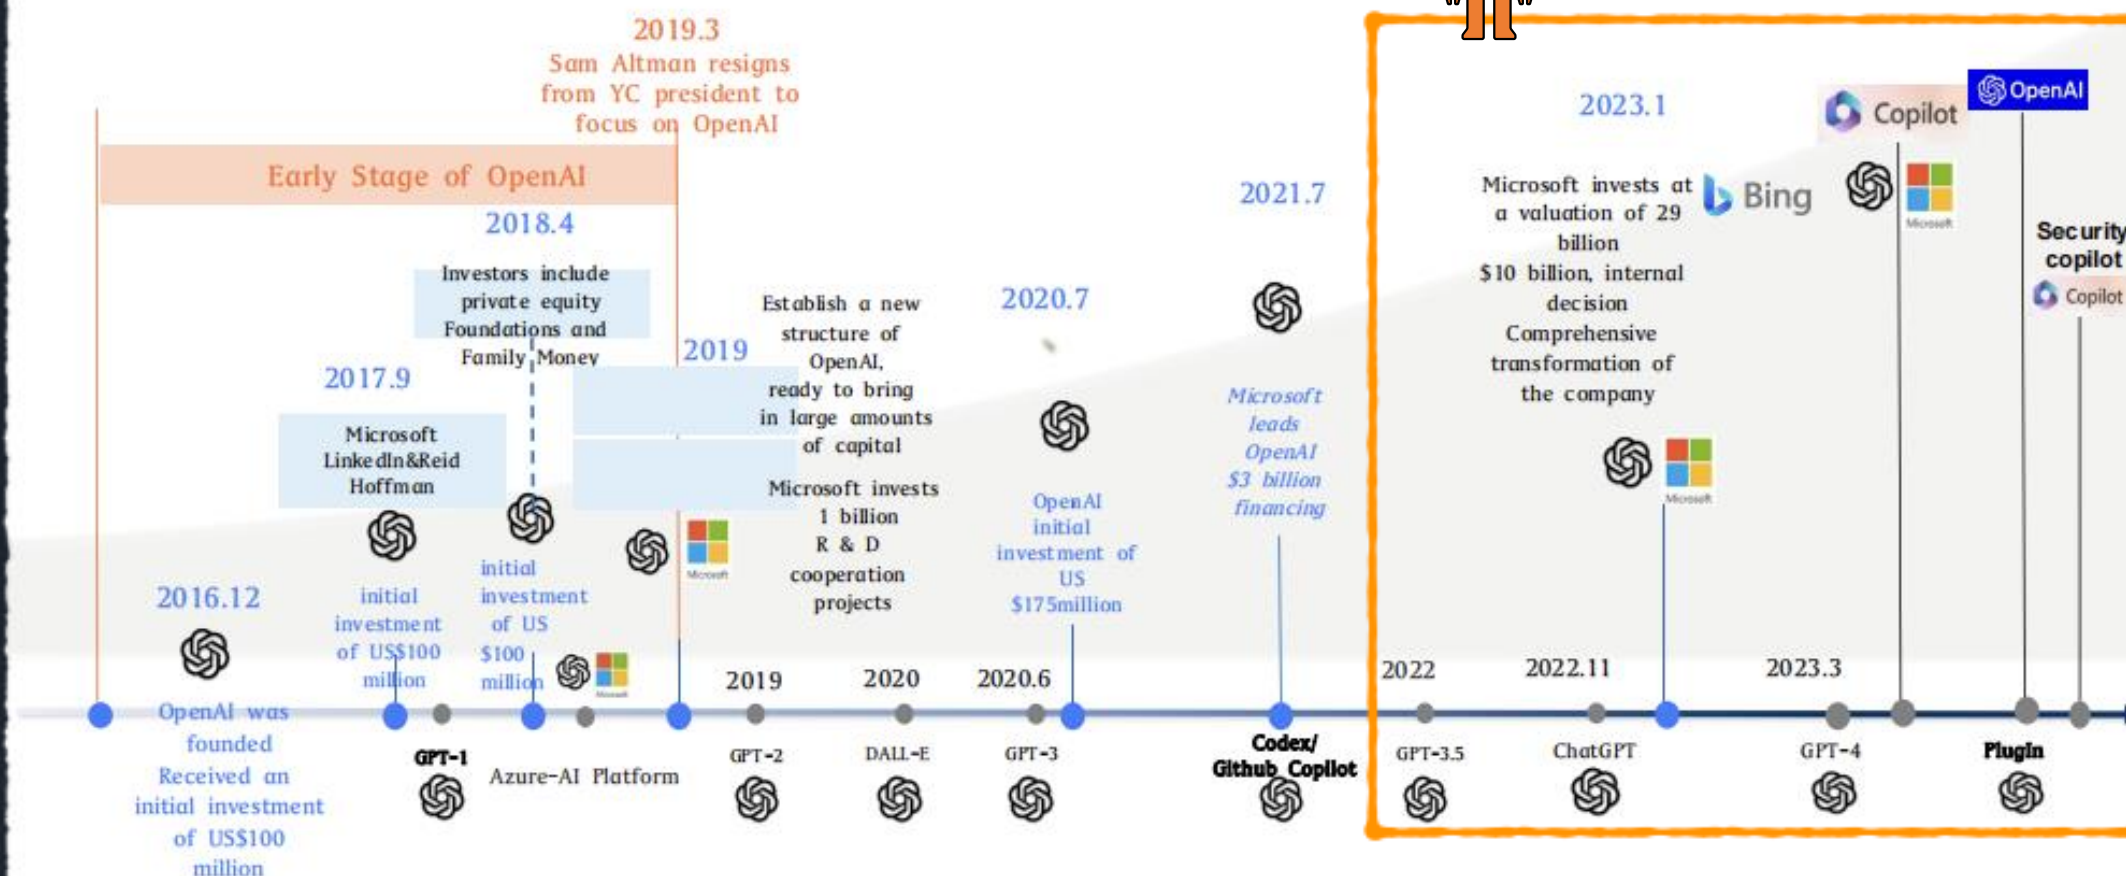 2019.3
Sam Altman resigns
from YC president to
focus on OpenAI
Early Stage of OpenAI
2018.4
Investors include
private equity
Foundations and
Family Money
2017.9
Microsoft
LinkedIn&Reid
Hoffman
initial
investment
of US$100
million
initial
investment
of US
$100
million
Microsoft
2016.12
OpenAI was
founded
Received an
initial investment
of US$100
million
GPT-1
Azure-AI Platform
2019
Establish a new
structure of
OpenAI,
ready to bring
in large amounts
of capital
Microsoft invests
1 billion
R & D
cooperation
projects
Microsoft
2019
GPT-2
2020
DALL-E
2020.6
GPT-3
2020.7
OpenAI
initial
investment of
US
$175million
2021.7
Microsoft
leads
OpenAI
$3 billion
financing
Codex/
Github Copilot
"
"
2023.1
Microsoft invests at
a valuation of 29
billion
$10 billion, internal
decision
Comprehensive
transformation of
the company
Microsoft
Bing
Copilot
Microsoft
OpenAI
Security
copilot
Copilot
2022
GPT-3.5
2022.11
ChatGPT
2023.3
GPT-4
PlugIn